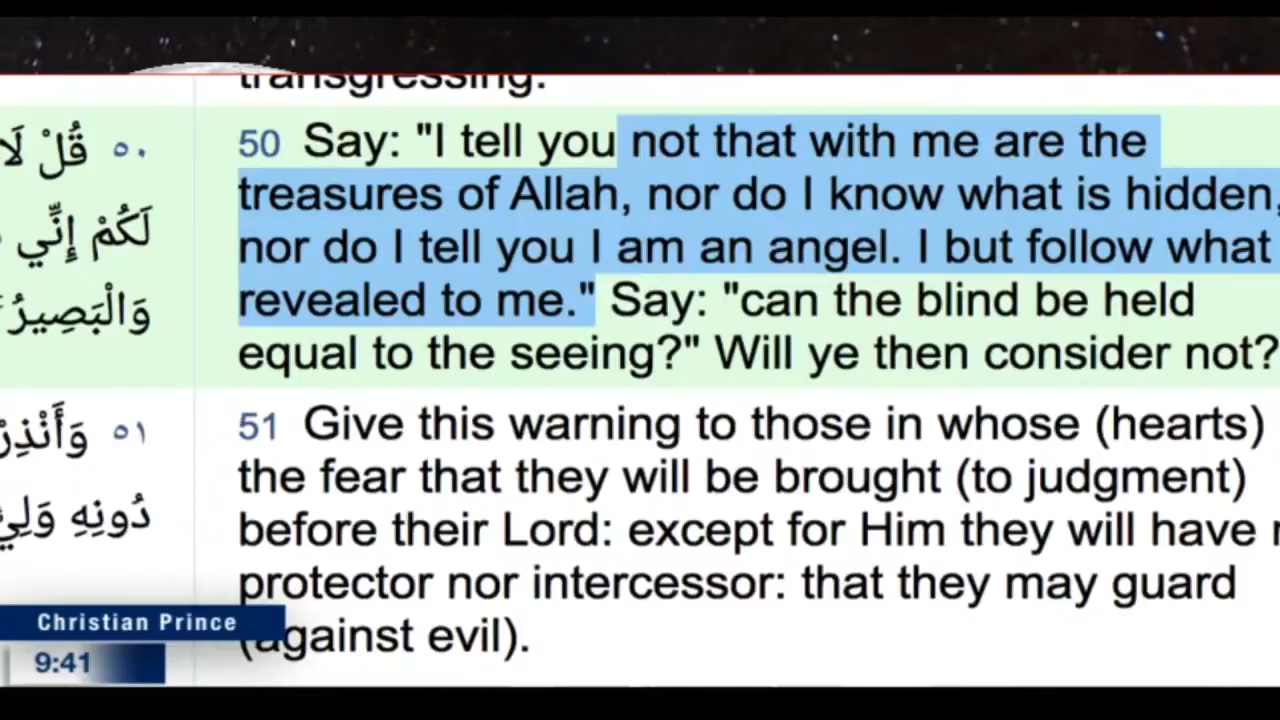 transgressing.
50 Say: "I tell you not that with me are the
treasures of Allah, nor do I know what is hidden,
nor do I tell you I am an angel. I but follow what
revealed to me." Say: "can the blind be held
equal to the seeing?" Will ye then consider not?
51 Give this warning to those in whose (hearts)
the fear that they will be brought (to judgment)
before their Lord: except for Him they will have
protector nor intercessor: that they may guard
(against evil).
٥٠ قُلْ لَا
لَكُمْ إِنِّي
وَالْبَصِيرُ
٥١ وَأَنْذِرْ
دُونِهِ
Christian Prince
9:41